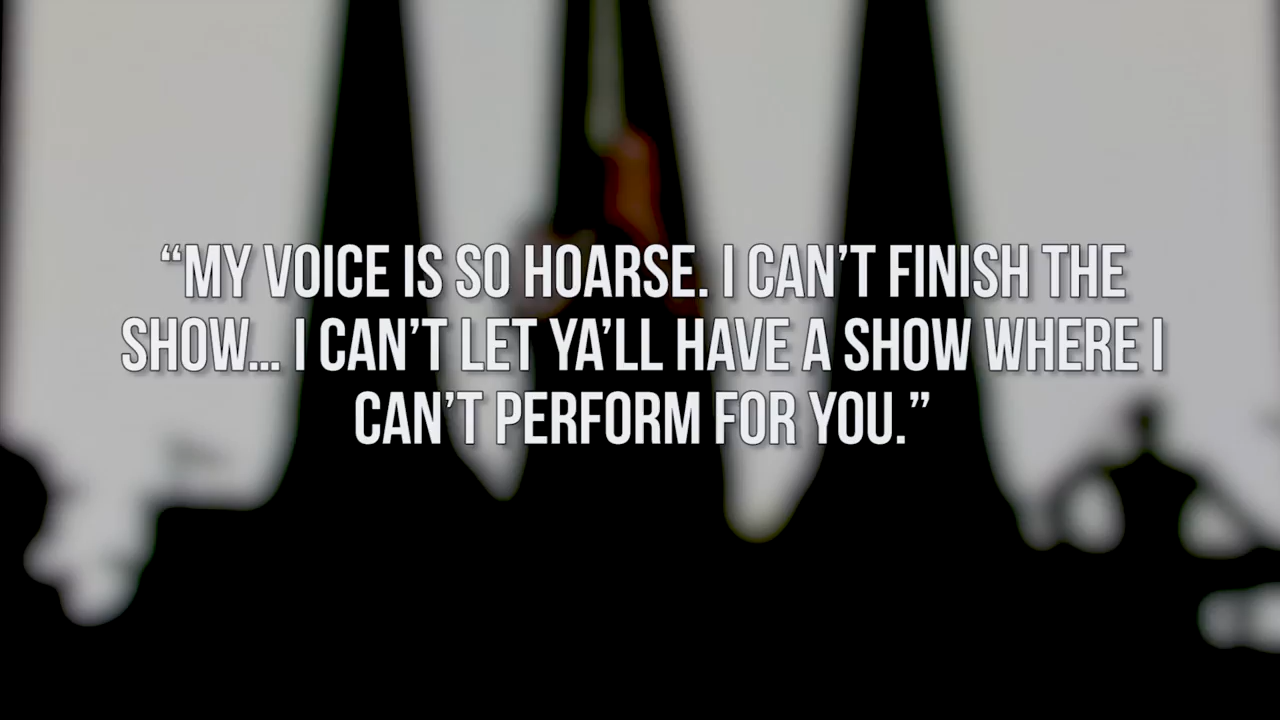 “MY VOICE IS SO HOARSE. I CAN’T FINISH THE
SHOW... I CAN’T LET YA’LL HAVE A SHOW WHERE I
CAN’T PERFORM FOR YOU.”